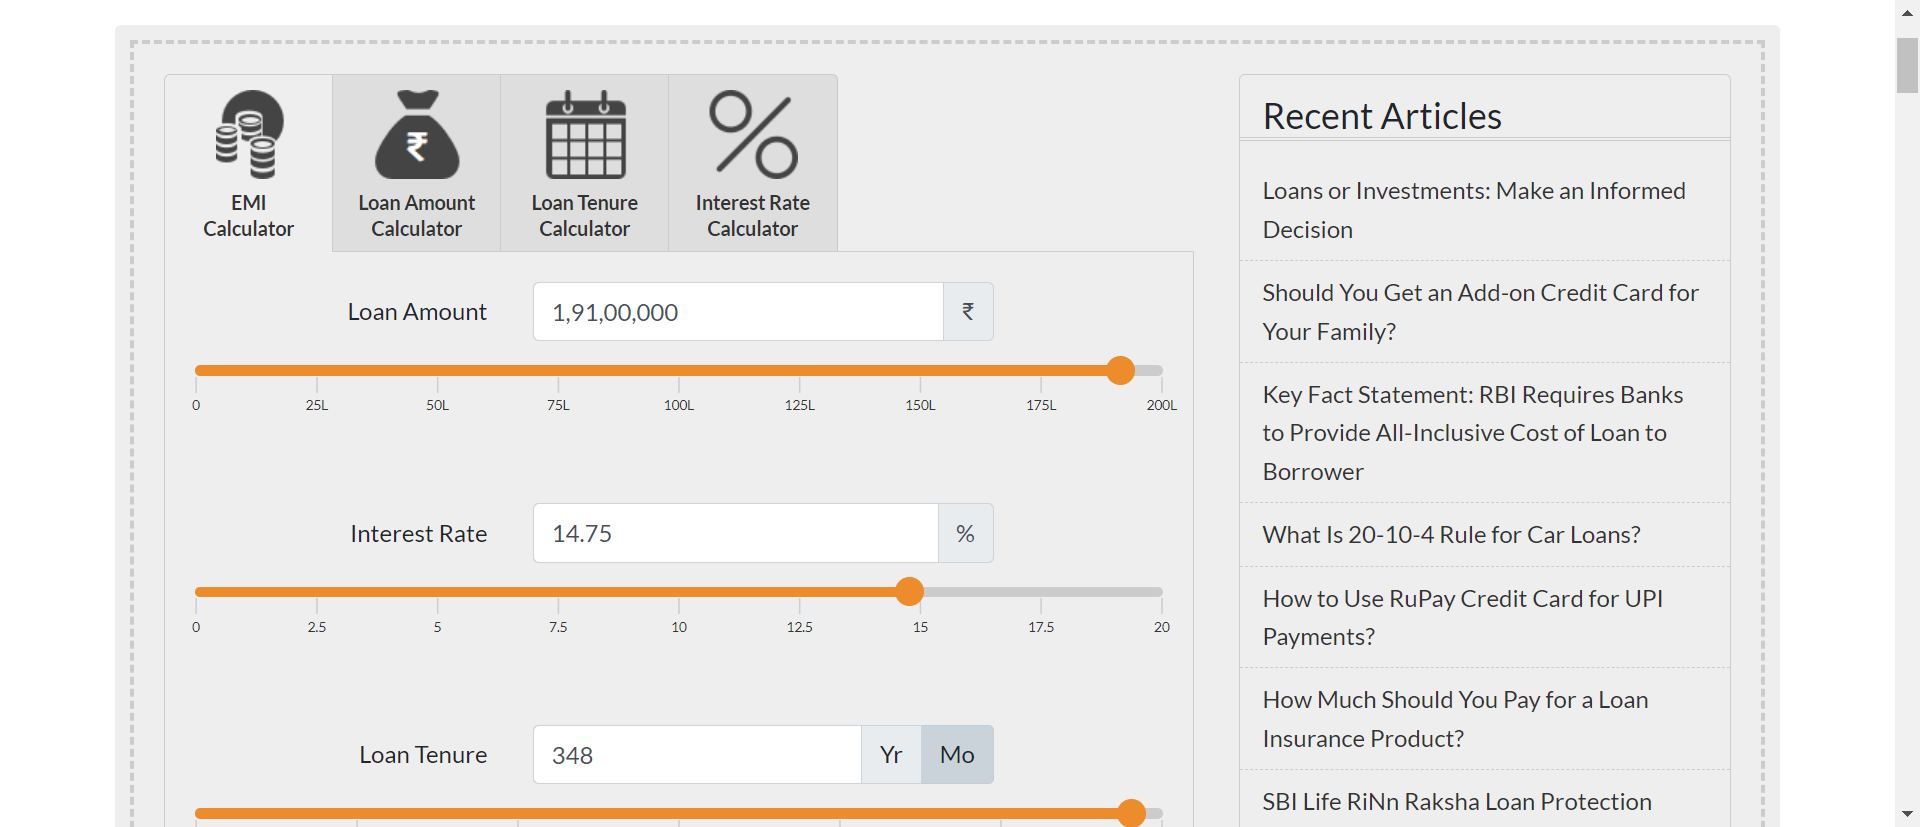 EMI
Calculator
Loan Amount
Calculator
Loan Tenure
Calculator
Interest Rate
Calculator
Loan Amount
1,91,00,000
₹
0
25L
50L
75L
100L
125L
150L
175L
200L
Interest Rate
14.75
%
0
2.5
5
7.5
10
12.5
15
17.5
20
Loan Tenure
348
Yr
Mo
Recent Articles
Loans or Investments: Make an Informed
Decision
Should You Get an Add-on Credit Card for
Your Family?
Key Fact Statement: RBI Requires Banks
to Provide All-Inclusive Cost of Loan to
Borrower
What Is 20-10-4 Rule for Car Loans?
How to Use RuPay Credit Card for UPI
Payments?
How Much Should You Pay for a Loan
Insurance Product?
SBI Life RiNn Raksha Loan Protection